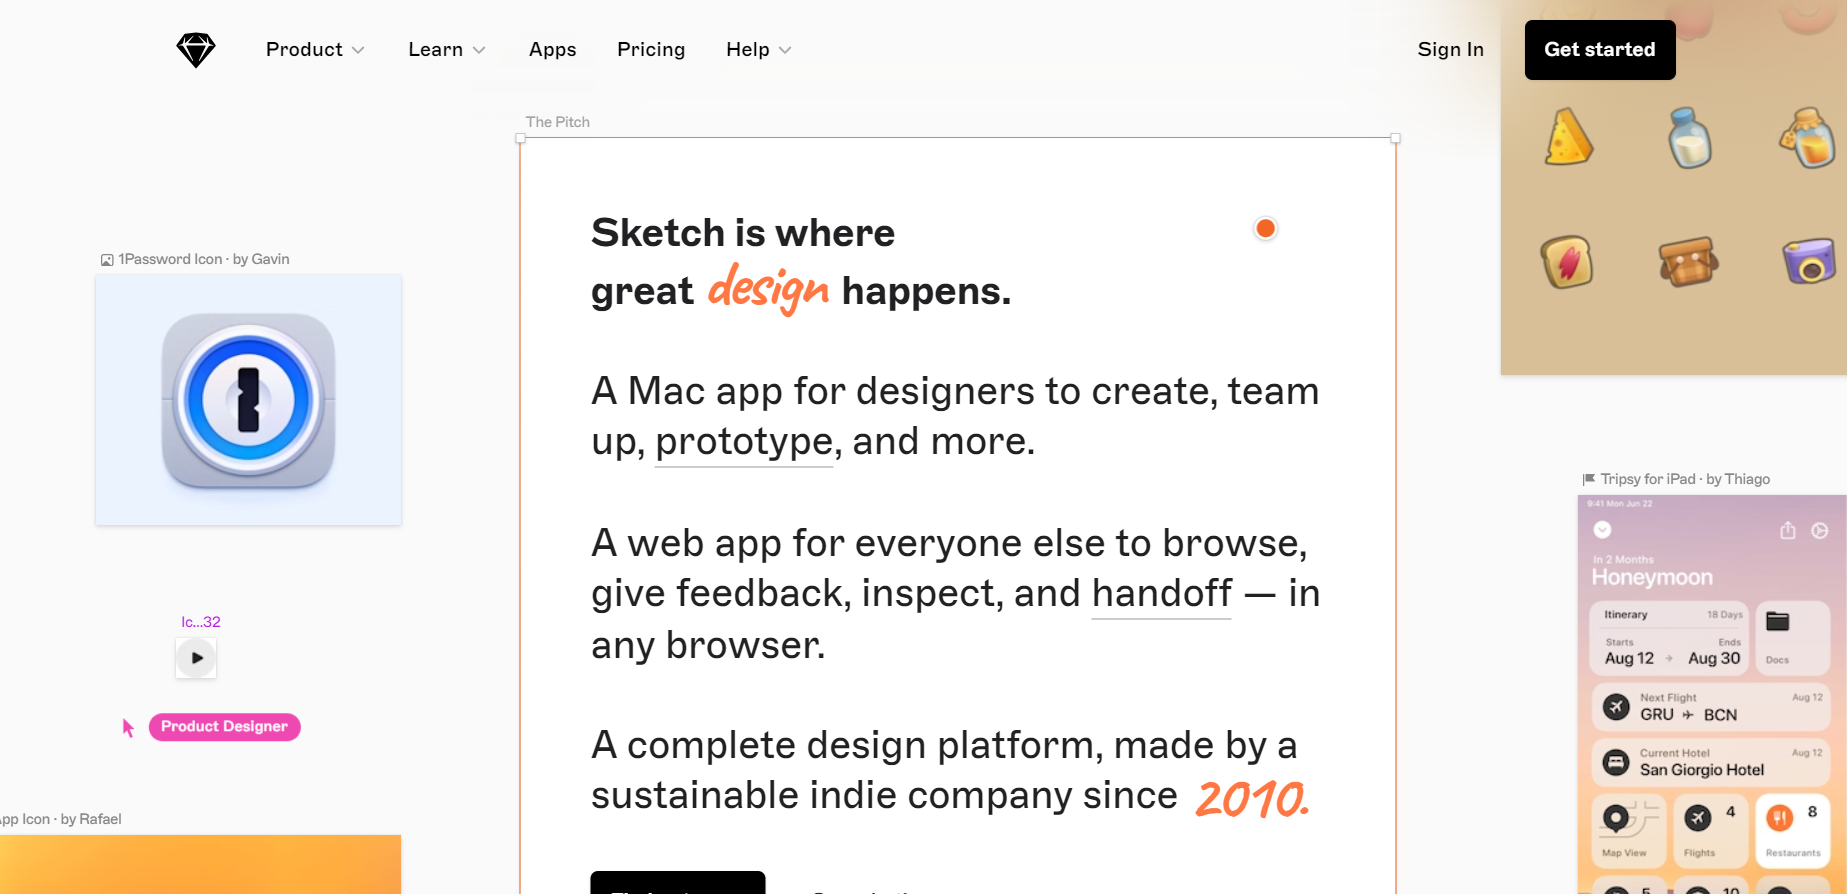 Product
Learn
Apps
Pricing
Help
Sign In
Get started
The Pitch
Sketch is where
great design happens.
A Mac app for designers to create, team
up, prototype, and more.
A web app for everyone else to browse,
give feedback, inspect, and handoff — in
any browser.
A complete design platform, made by a
sustainable indie company since 2010.
1Password Icon · by Gavin
Ic...32
Product Designer
App Icon · by Rafael
Tripsy for iPad · by Thiago
9:41 Mon Jun 22
In 2 Months
Honeymoon
Itinerary 18 Days
Starts Ends
Aug 12 Aug 30
Docs
Next Flight Aug 12
GRU BCN
Current Hotel Aug 12
San Giorgio Hotel
4 8
Map View Flights Restaurants
5 10